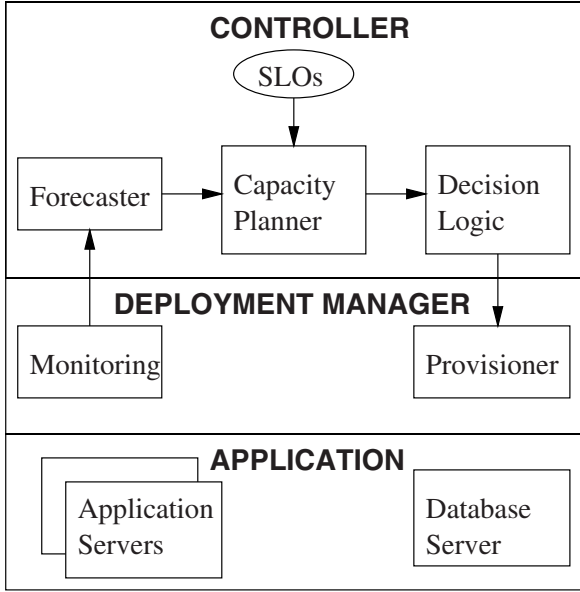 CONTROLLER
SLOs
Forecaster
Capacity
Planner
Decision
Logic
DEPLOYMENT MANAGER
Monitoring
Provisioner
APPLICATION
Application
Servers
Database
Server